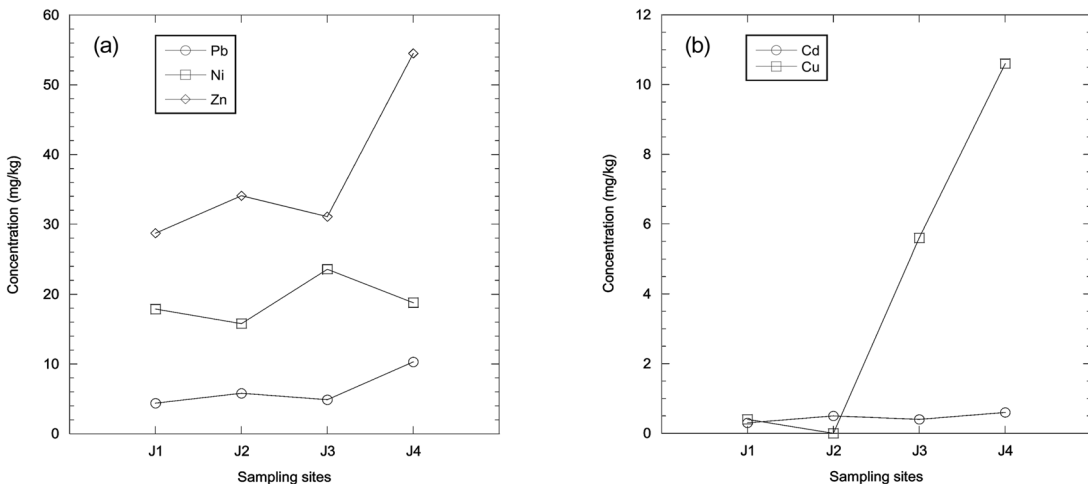 (a)
Pb
Ni
Zn
60
50
40
30
20
10
0
Concentration (mg/kg)
J1 J2 J3 J4
Sampling sites
(b)
Cd
Cu
12
10
8
6
4
2
0
Concentration (mg/kg)
J1 J2 J3 J4
Sampling sites